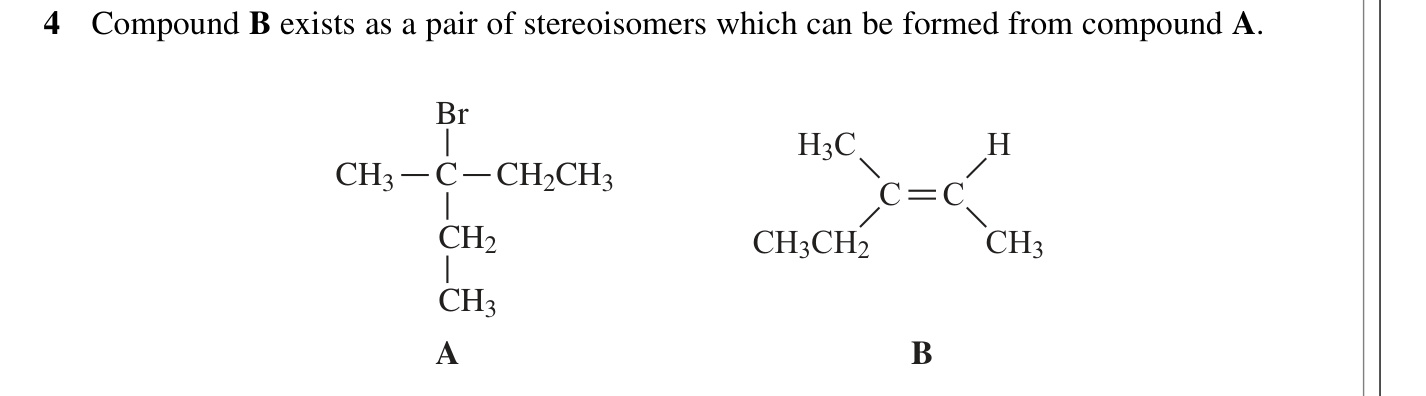 4 Compound B exists as a pair of stereoisomers which can be formed from compound A.
Br
CH₃—C—CH₂CH₃
CH₂
CH₃
A
H₃C H
C=C
CH₃CH₂ CH₃
B